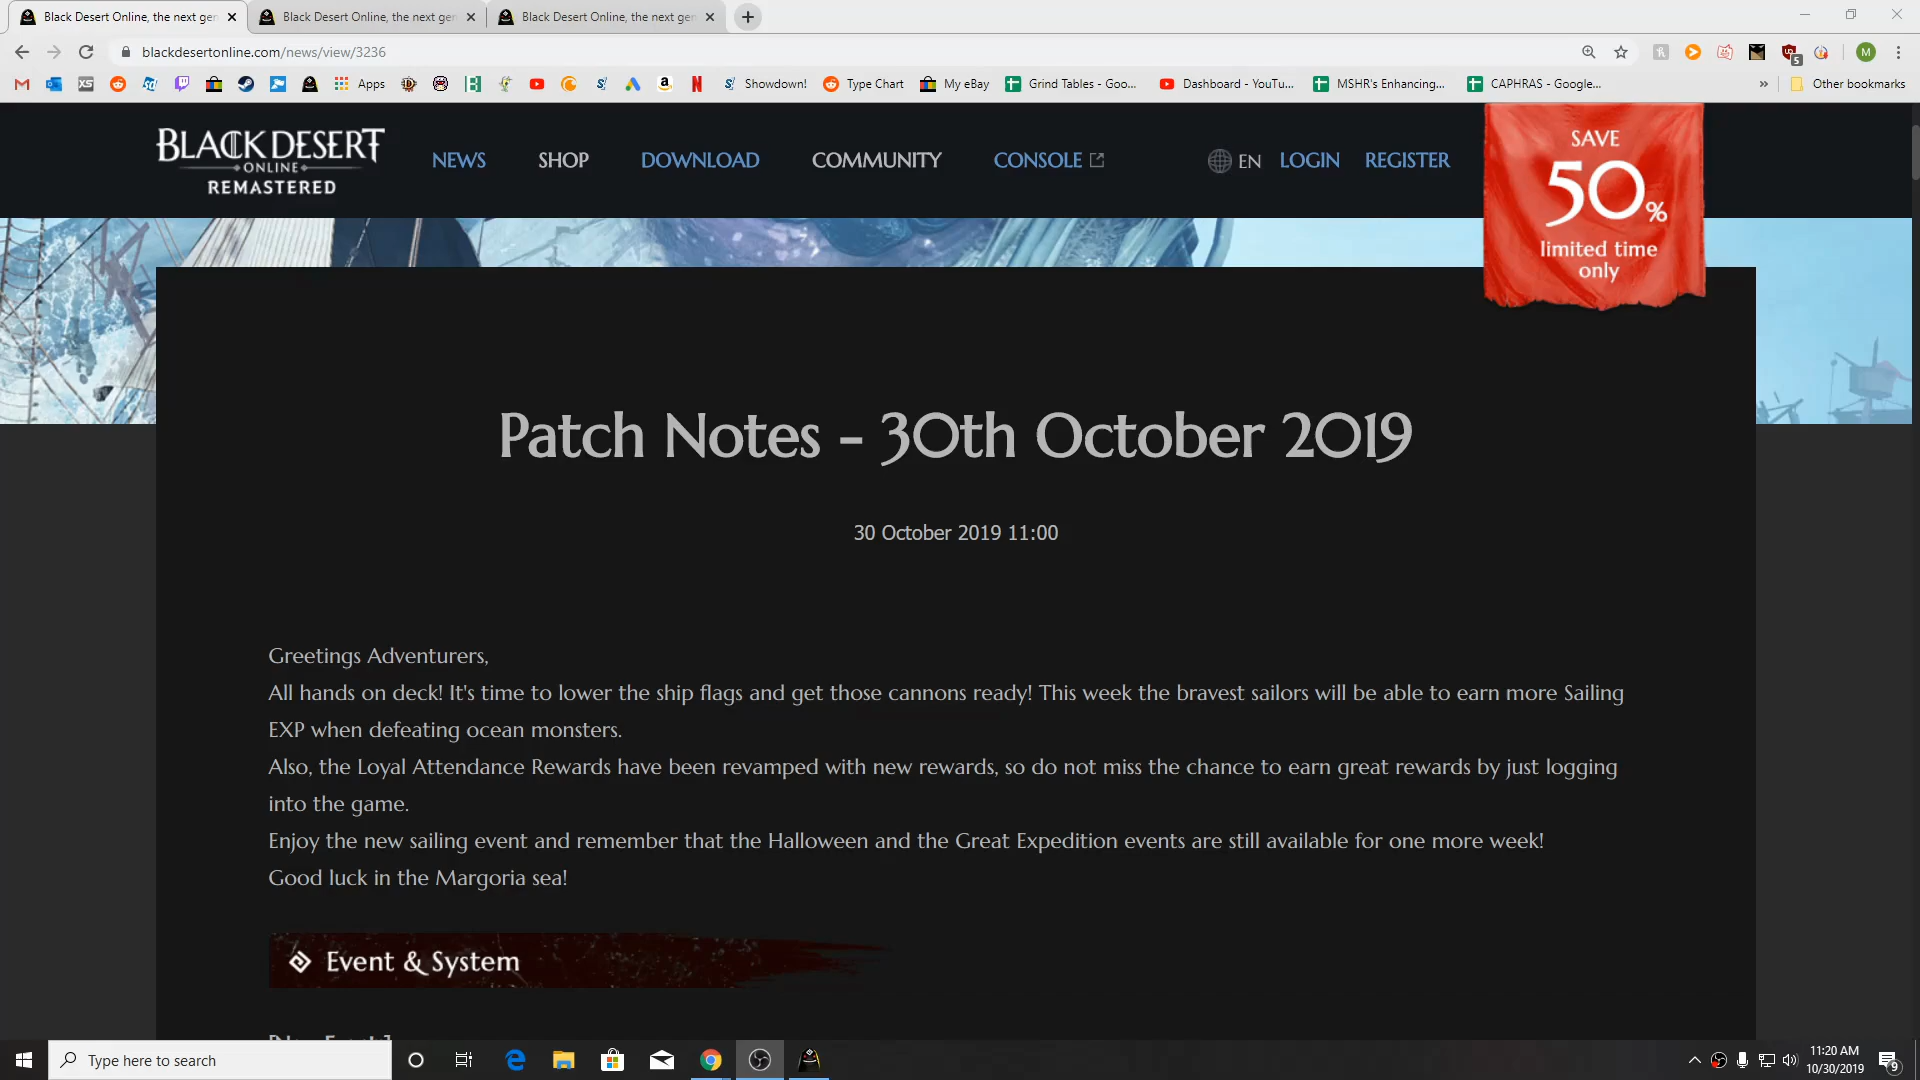 Black Desert Online, the next gen
Black Desert Online, the next gen
Black Desert Online, the next gen
blackdesertonline.com/news/view/3236
Apps
Showdown!
Type Chart
My eBay
Grind Tables - Goo...
Dashboard - YouTu...
MSHR's Enhancing...
CAPHRAS - Google...
Other bookmarks
BLACK DESERT
ONLINE
REMASTERED
NEWS
SHOP
DOWNLOAD
COMMUNITY
CONSOLE
EN
LOGIN
REGISTER
SAVE
50%
limited time
only
Patch Notes - 30th October 2019
30 October 2019 11:00
Greetings Adventurers,
All hands on deck! It's time to lower the ship flags and get those cannons ready! This week the bravest sailors will be able to earn more Sailing
EXP when defeating ocean monsters.
Also, the Loyal Attendance Rewards have been revamped with new rewards, so do not miss the chance to earn great rewards by just logging
into the game.
Enjoy the new sailing event and remember that the Halloween and the Great Expedition events are still available for one more week!
Good luck in the Margoria sea!
Event & System
Type here to search
11:20 AM
10/30/2019
9